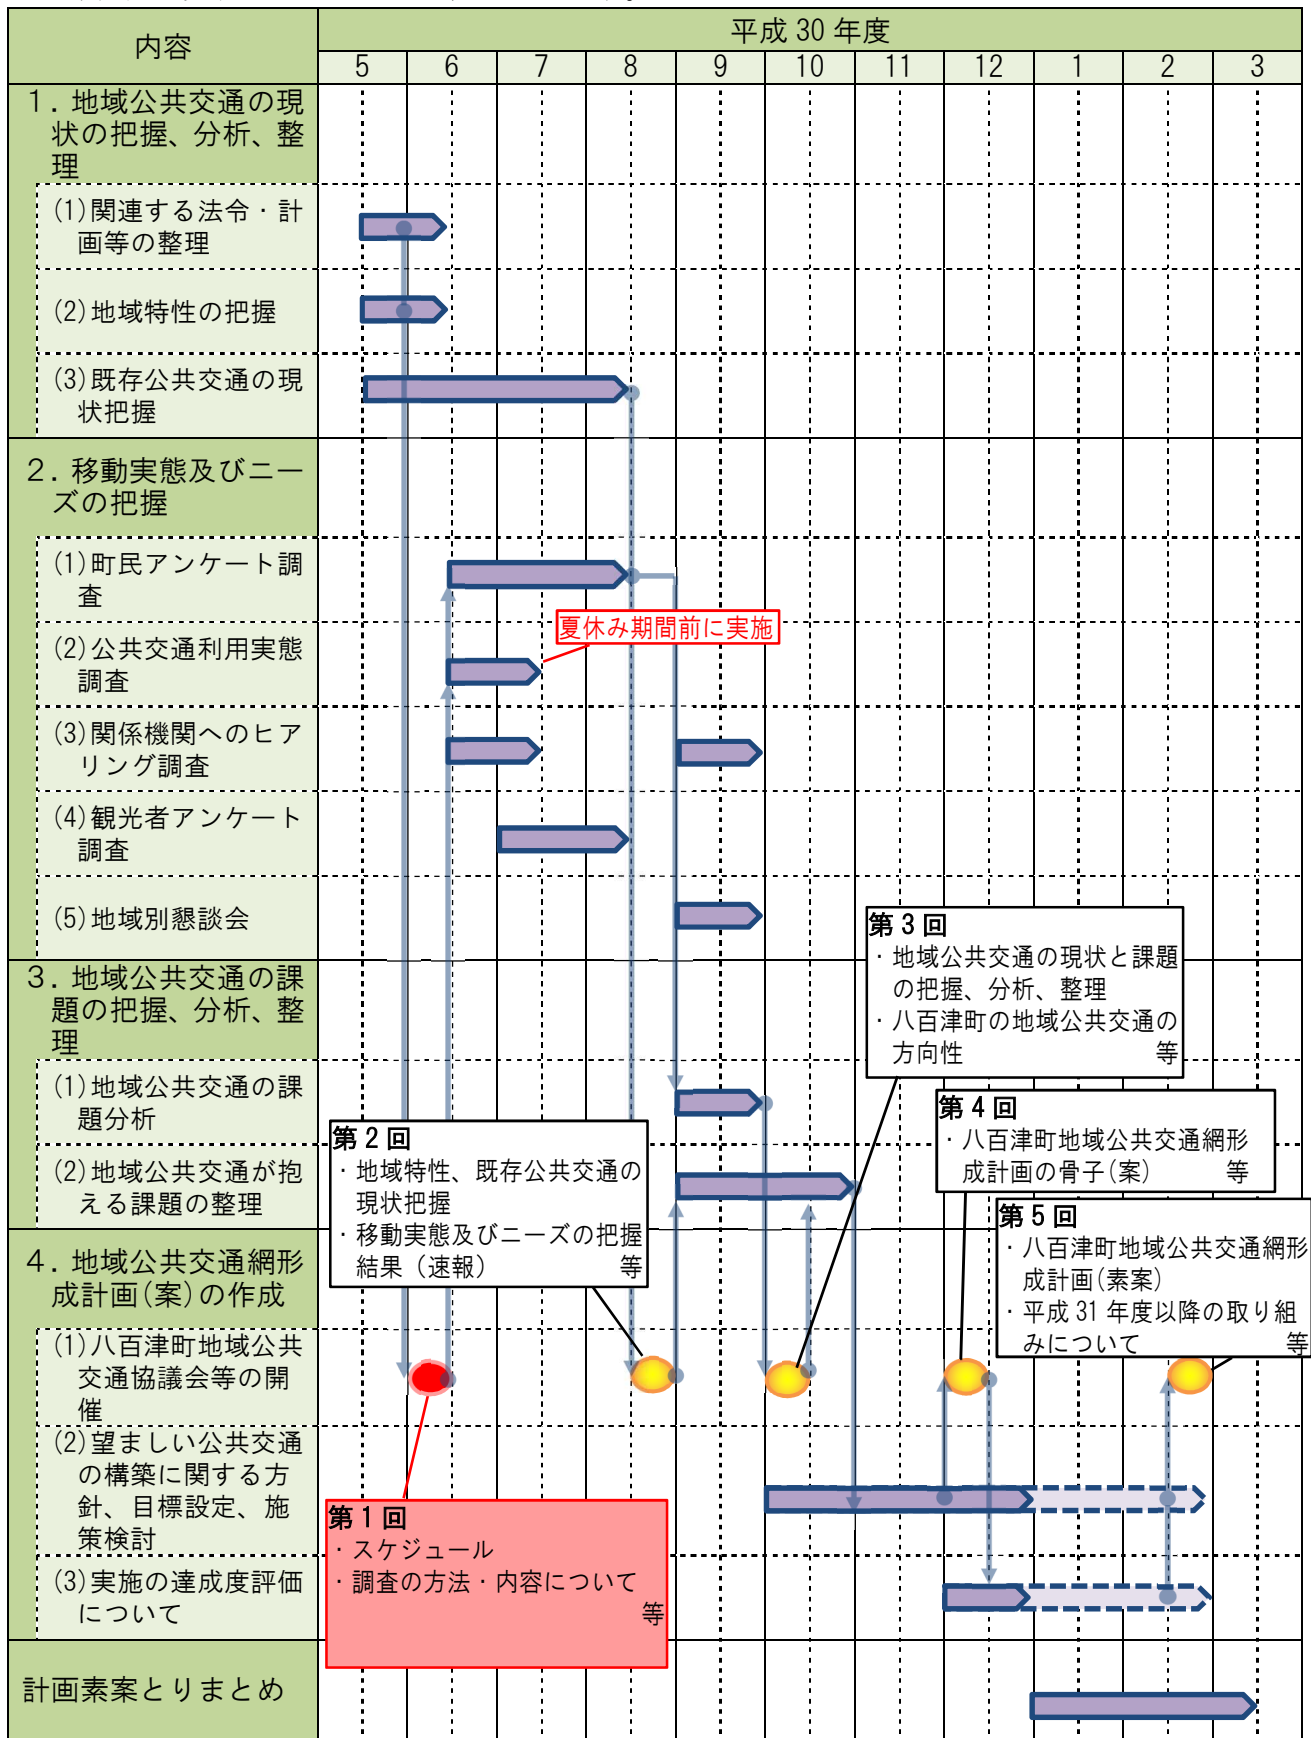 内容
平成 30 年度
5 6 7 8 9 10 11 12 1 2 3
1. 地域公共交通の現
状の把握、分析、整
理
(1)関連する法令・計
画等の整理
(2)地域特性の把握
(3)既存公共交通の現
状把握
2. 移動実態及びニー
ズの把握
(1)町民アンケート調
査
夏休み期間前に実施
(2)公共交通利用実態
調査
(3)関係機関へのヒア
リング調査
(4)観光者アンケート
調査
(5)地域別懇談会
第 3 回
・地域公共交通の現状と課題
の把握、分析、整理
・八百津町の地域公共交通の
方向性 等
3. 地域公共交通の課
題の把握、分析、整
理
(1)地域公共交通の課
題分析
(2)地域公共交通が抱
える課題の整理
第 2 回
・地域特性、既存公共交通の
現状把握
・移動実態及びニーズの把握
結果（速報） 等
第 4 回
・八百津町地域公共交通網形
成計画の骨子(案) 等
第 5 回
・八百津町地域公共交通網形
成計画(素案)
・平成 31 年度以降の取り組
みについて 等
4. 地域公共交通網形
成計画(案)の作成
(1)八百津町地域公共
交通協議会等の開
催
(2)望ましい公共交通
の構築に関する方
針、目標設定、施
策検討
第 1 回
・スケジュール
・調査の方法・内容について
等
(3)実施の達成度評価
について
計画素案とりまとめ